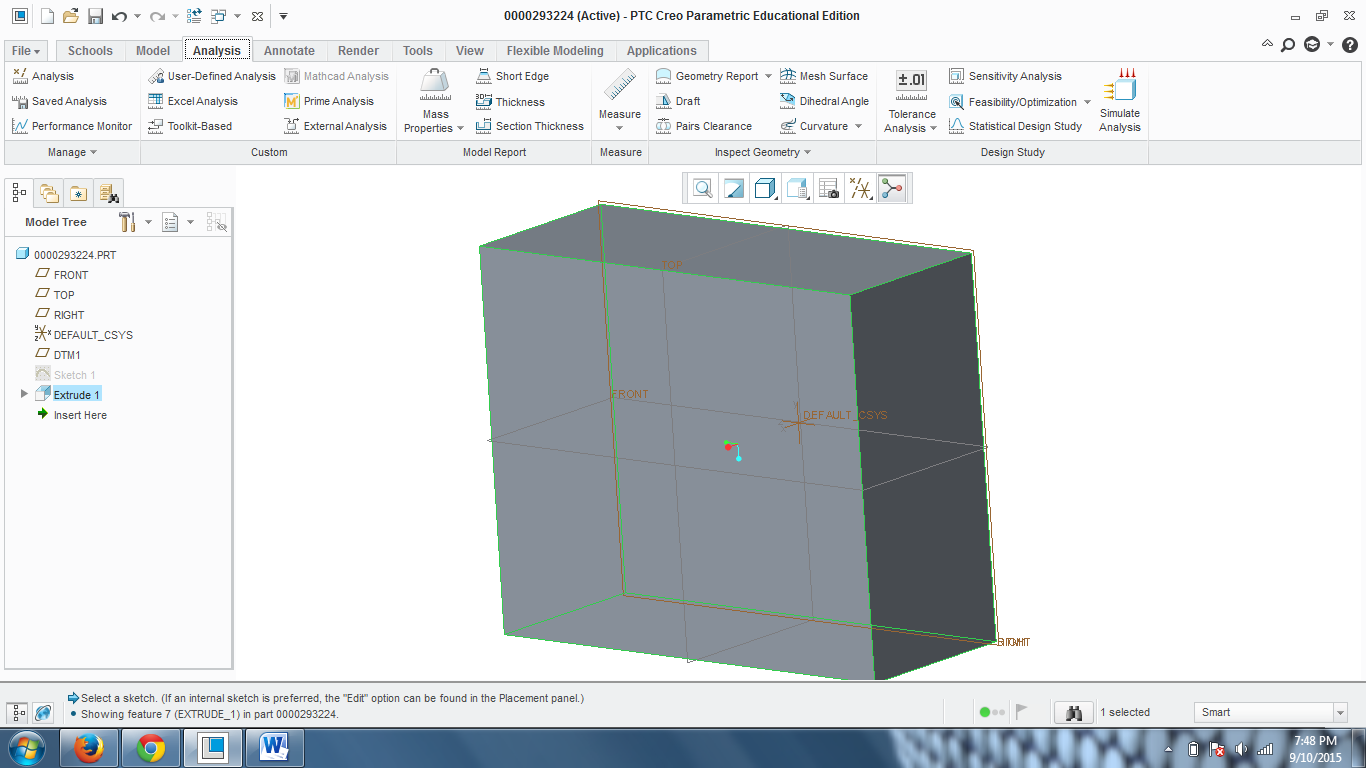 0000293224 (Active) - PTC Creo Parametric Educational Edition
File Schools Model Analysis Annotate Render Tools View Flexible Modeling Applications
Analysis
Saved Analysis
Performance Monitor
Manage
User-Defined Analysis
Excel Analysis
Toolkit-Based
Mathcad Analysis
Prime Analysis
External Analysis
Custom
Mass
Properties
Short Edge
Thickness
Section Thickness
Model Report
Measure
Measure
Geometry Report
Draft
Pairs Clearance
Mesh Surface
Dihedral Angle
Curvature
Inspect Geometry
±.01
Tolerance
Analysis
Sensitivity Analysis
Feasibility/Optimization
Statistical Design Study
Simulate
Analysis
Design Study
Model Tree
0000293224.PRT
FRONT
TOP
RIGHT
DEFAULT_CSYS
DTM1
Sketch 1
Extrude 1
Insert Here
TOP
FRONT
DEFAULT_CSYS
Select a sketch. (If an internal sketch is preferred, the "Edit" option can be found in the Placement panel.)
Showing feature 7 (EXTRUDE_1) in part 0000293224.
1 selected
Smart
7:48 PM
9/10/2015